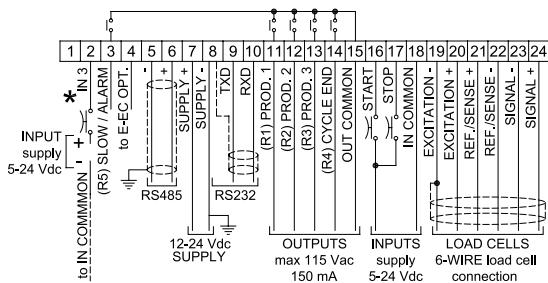 1 2 3 4 5 6 7 8 9 10 11 12 13 14 15 16 17 18 19 20 21 22 23 24
*
IN 3
(R5) SLOW / ALARM
to E-EC OPT.
-
+
SUPPLY +
SUPPLY -
TXD
RXD
(R1) PROD. 1
(R2) PROD. 2
(R3) PROD. 3
(R4) CYCLE END
OUT COMMON
START
STOP
IN COMMON
EXCITATION -
EXCITATION +
REF./SENSE +
REF./SENSE -
SIGNAL -
SIGNAL +
INPUT
supply
5-24 Vdc
+
-
to IN COMMMON
RS485
RS232
12-24 Vdc
SUPPLY
OUTPUTS
max 115 Vac
150 mA
INPUTS
supply
5-24 Vdc
LOAD CELLS
6-WIRE load cell
connection